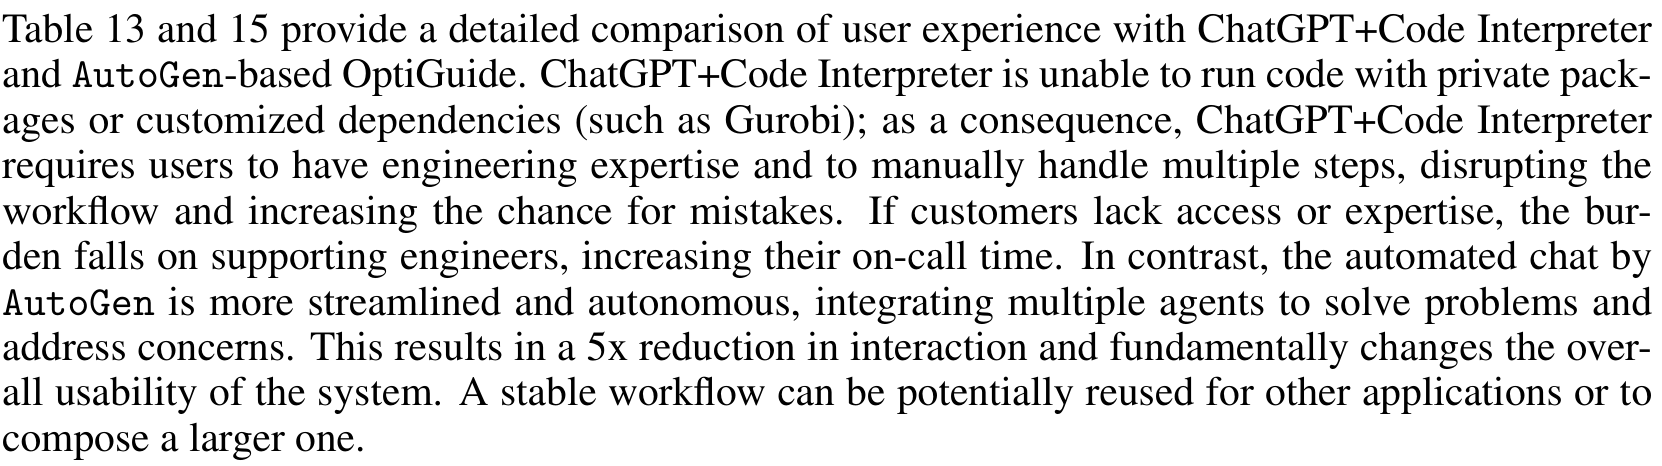 Table 13 and 15 provide a detailed comparison of user experience with ChatGPT+Code Interpreter
and AutoGen-based OptiGuide. ChatGPT+Code Interpreter is unable to run code with private pack-
ages or customized dependencies (such as Gurobi); as a consequence, ChatGPT+Code Interpreter
requires users to have engineering expertise and to manually handle multiple steps, disrupting the
workflow and increasing the chance for mistakes. If customers lack access or expertise, the bur-
den falls on supporting engineers, increasing their on-call time. In contrast, the automated chat by
AutoGen is more streamlined and autonomous, integrating multiple agents to solve problems and
address concerns. This results in a 5x reduction in interaction and fundamentally changes the over-
all usability of the system. A stable workflow can be potentially reused for other applications or to
compose a larger one.